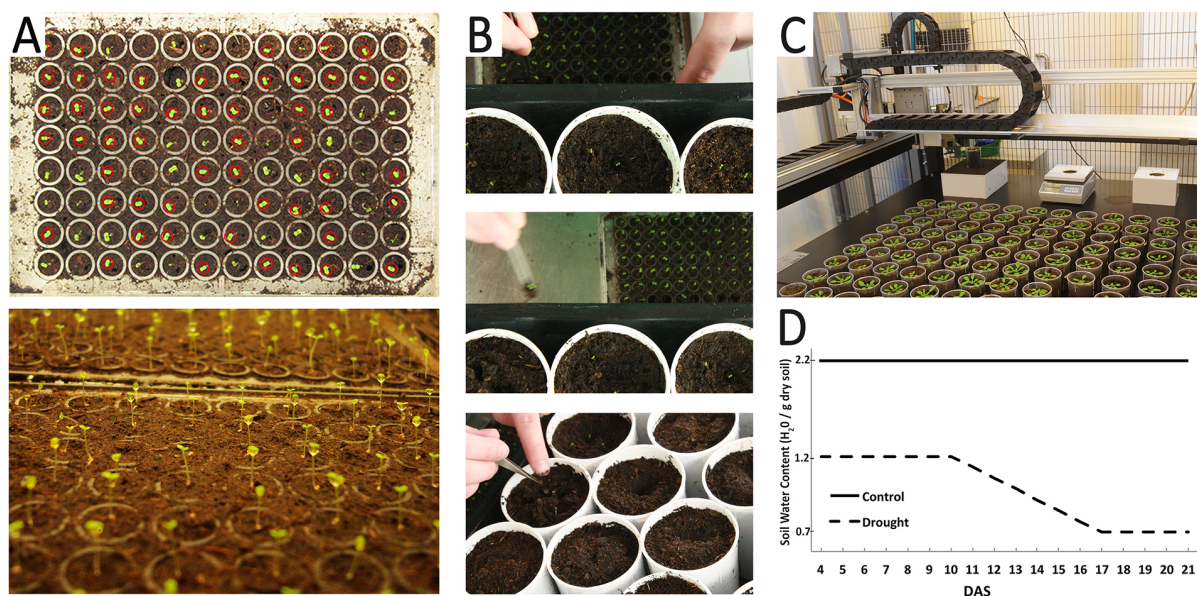 A
B
C
D
Soil Water Content (H₂0 / g dry soil)
2.2
1.2
0.7
Control
Drought
4 5 6 7 8 9 10 11 12 13 14 15 16 17 18 19 20 21
DAS